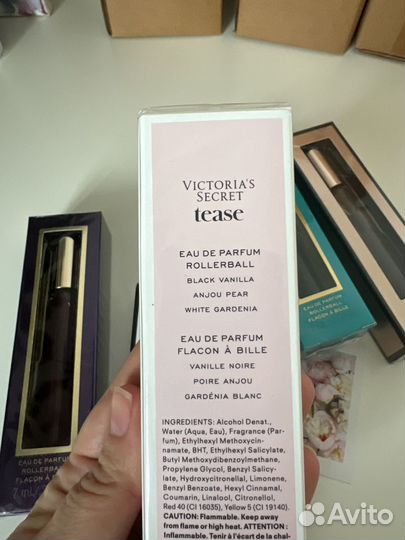 VICTORIA'S
SECRET
tease
EAU DE PARFUM
ROLLERBALL
BLACK VANILLA
ANJOU PEAR
WHITE GARDENIA
EAU DE PARFUM
FLACON À BILLE
VANILLE NOIRE
POIRE ANJOU
GARDÉNIA BLANC
INGREDIENTS: Alcohol Denat.,
Water (Aqua, Eau), Fragrance (Par-
fum), Ethylhexyl Methoxycin-
namate, BHT, Ethylhexyl Salicylate,
Butyl Methoxydibenzoylmethane,
Propylene Glycol, Benzyl Salicy-
late, Hydroxycitronellal, Limonene,
Benzyl Benzoate, Hexyl Cinnamal,
Coumarin, Linalool, Citronellol,
Red 40 (CI 16035), Yellow 5 (CI 19140).
CAUTION: Flammable. Keep away
from flame or high heat. ATTENTION :
Inflammable. Tenir à l'écart de la cha-
EAU DE PARFUM
ROLLERBALL
EAU DE PARFUM
ROLLERBALL
FLACON À BILLE
Avito